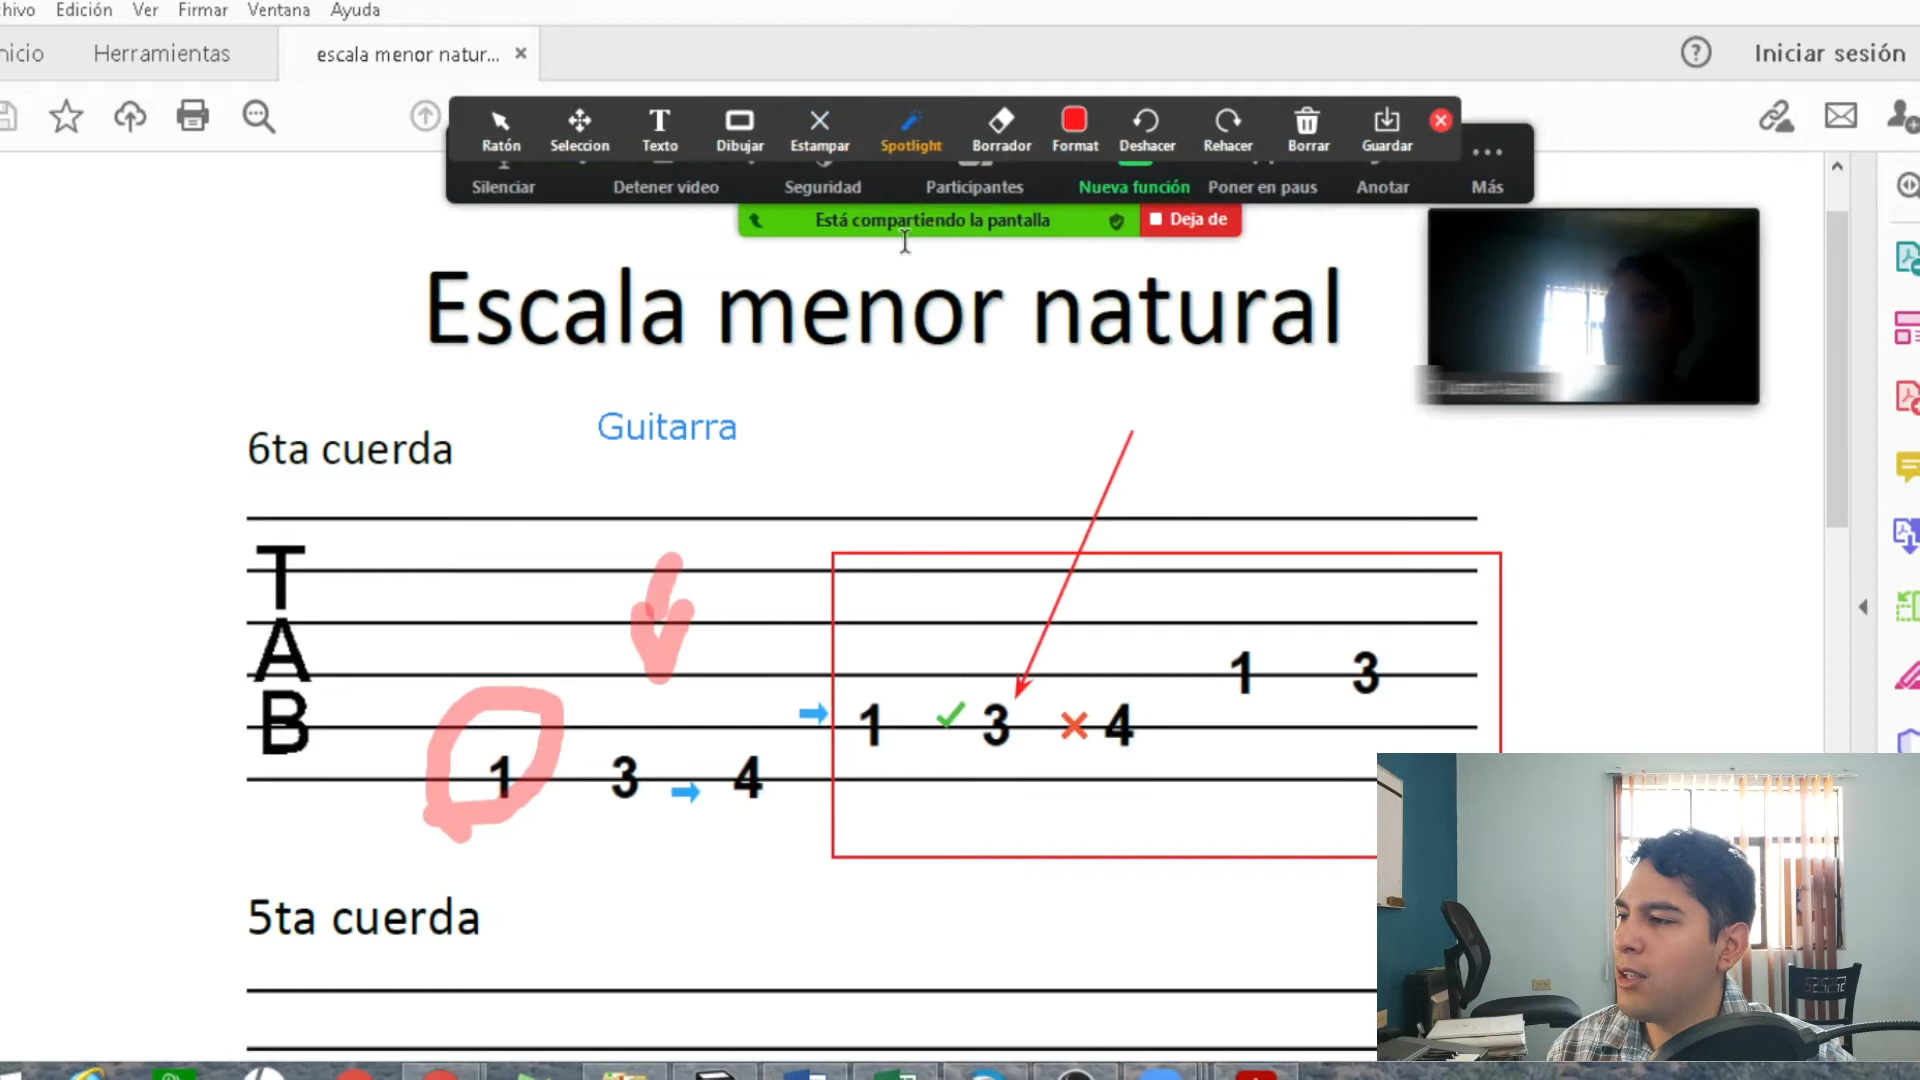 Edición Ver Firmar Ventana Ayuda
Herramientas
escala menor natur... ×
? Iniciar sesión
Ratón Seleccion Texto Dibujar Estampar Spotlight Borrador Format Deshacer Rehacer Borrar Guardar
Silenciar Detener video Seguridad Participantes Nueva función Poner en paus Anotar Más
Está compartiendo la pantalla Deja de
Escala menor natural
Guitarra
6ta cuerda
T
A
B
1 3
1 3 4
1 3 4
5ta cuerda